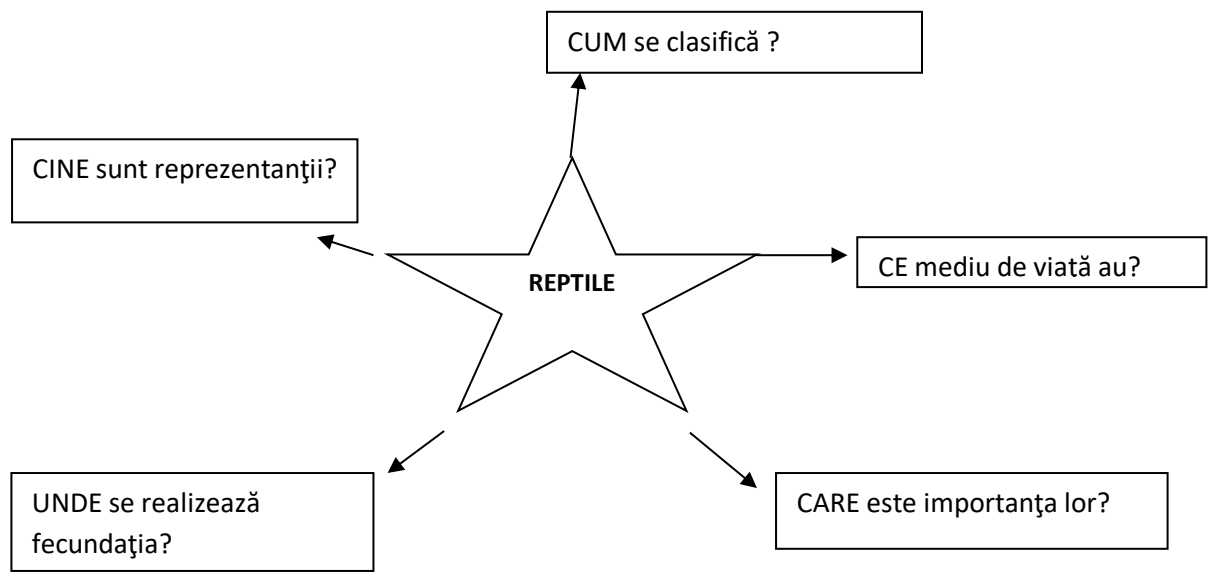 CUM se clasifică ?
CINE sunt reprezentanţii?
CE mediu de viată au?
REPTILE
UNDE se realizează
fecundaţia?
CARE este importanţa lor?